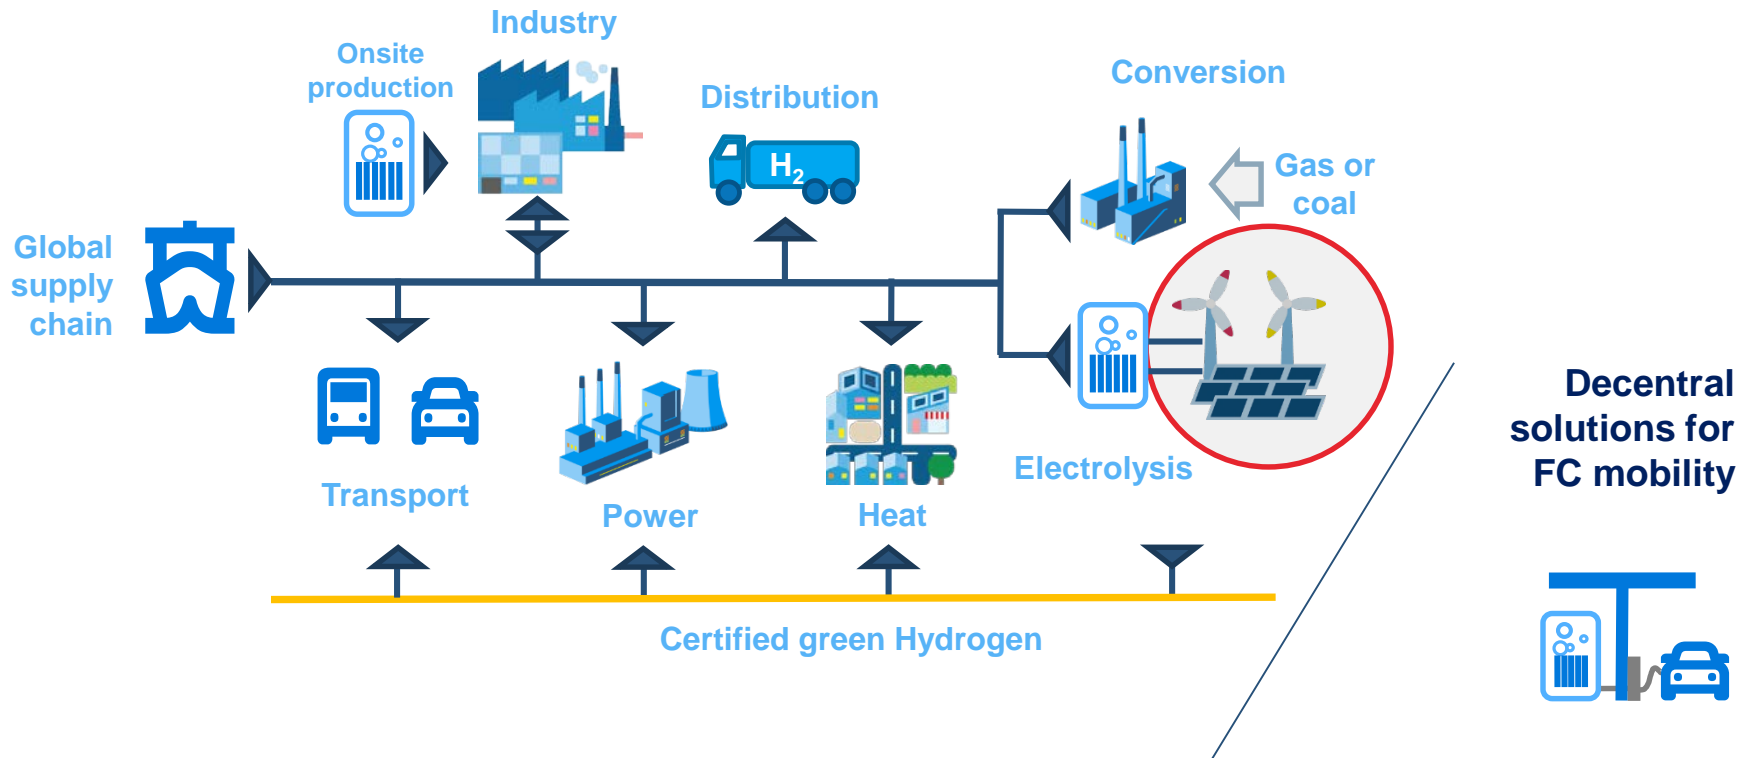 Industry
Onsite
production
Distribution
H2
Conversion
Gas or
coal
Global
supply
chain
Transport
Power
Heat
Electrolysis
Certified green Hydrogen
Decentral
solutions for
FC mobility